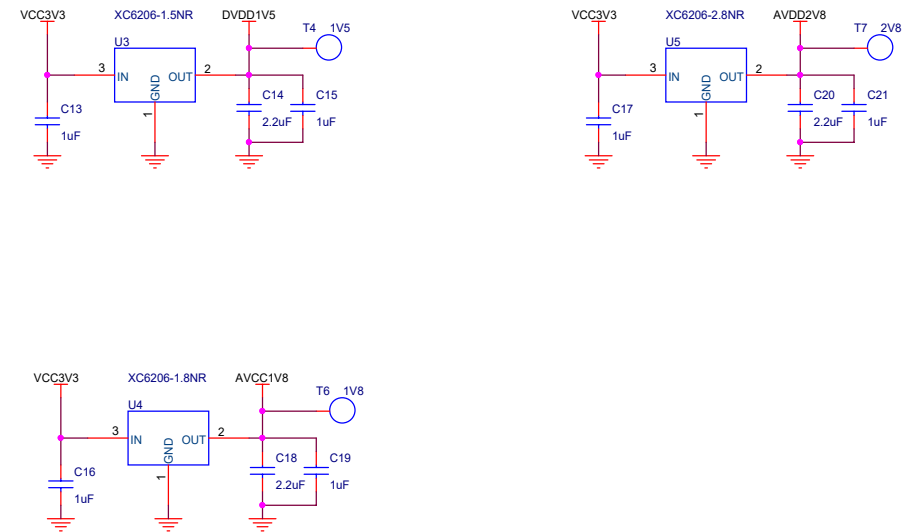 VCC3V3 XC6206-1.5NR DVDD1V5
T4 1V5
U3
3 IN OUT 2
GND
1
C13
1uF
C14
2.2uF
C15
1uF
VCC3V3 XC6206-2.8NR AVDD2V8
T7 2V8
U5
3 IN OUT 2
GND
1
C17
1uF
C20
2.2uF
C21
1uF
VCC3V3 XC6206-1.8NR AVCC1V8
T6 1V8
U4
3 IN OUT 2
GND
1
C16
1uF
C18
2.2uF
C19
1uF